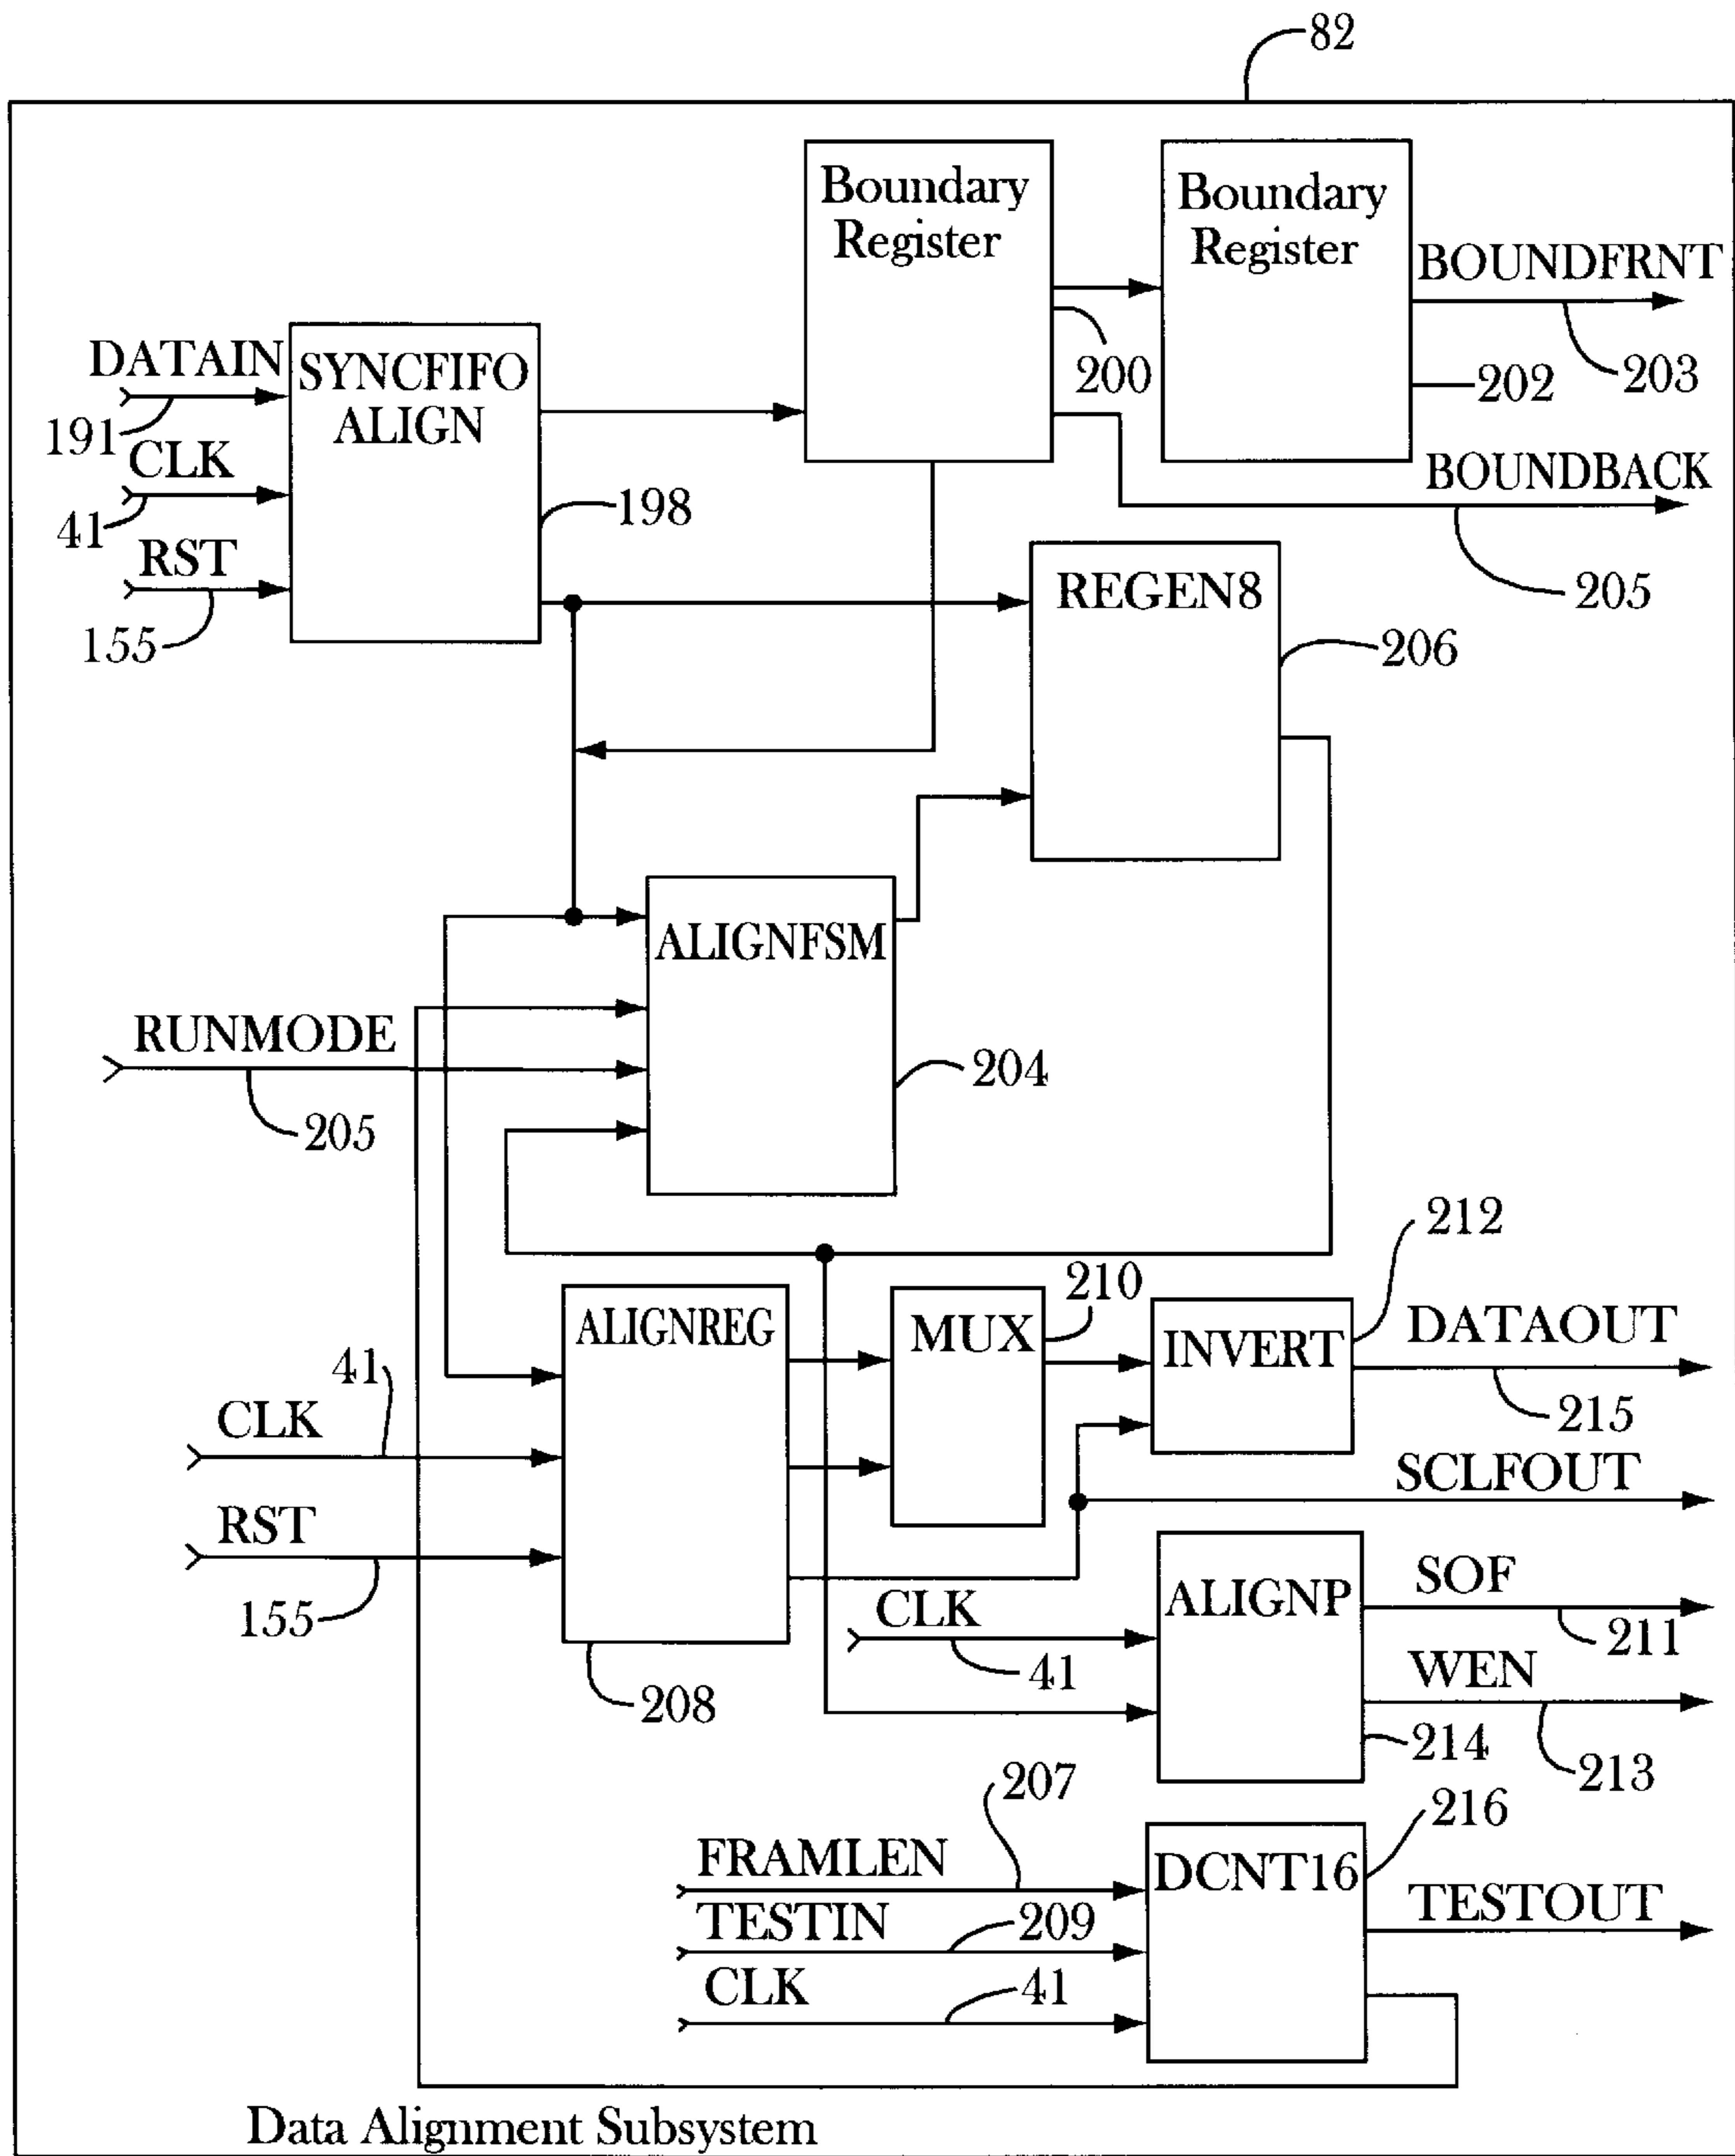 82
Boundary
Register
Boundary
Register
BOUNDFRNT
200
203
202
DATAIN
191
SYNCFIFO
ALIGN
CLK
41
198
BOUNDBACK
205
RST
155
REGEN8
206
ALIGNFSM
RUNMODE
205
204
212
210
ALIGNREG
MUX
INVERT
DATAOUT
215
41
CLK
SCLFOUT
RST
155
208
CLK
41
ALIGNP
SOF
211
WEN
214
213
207
216
FRAMLEN
DCNT16
TESTIN
209
TESTOUT
CLK
41
Data Alignment Subsystem